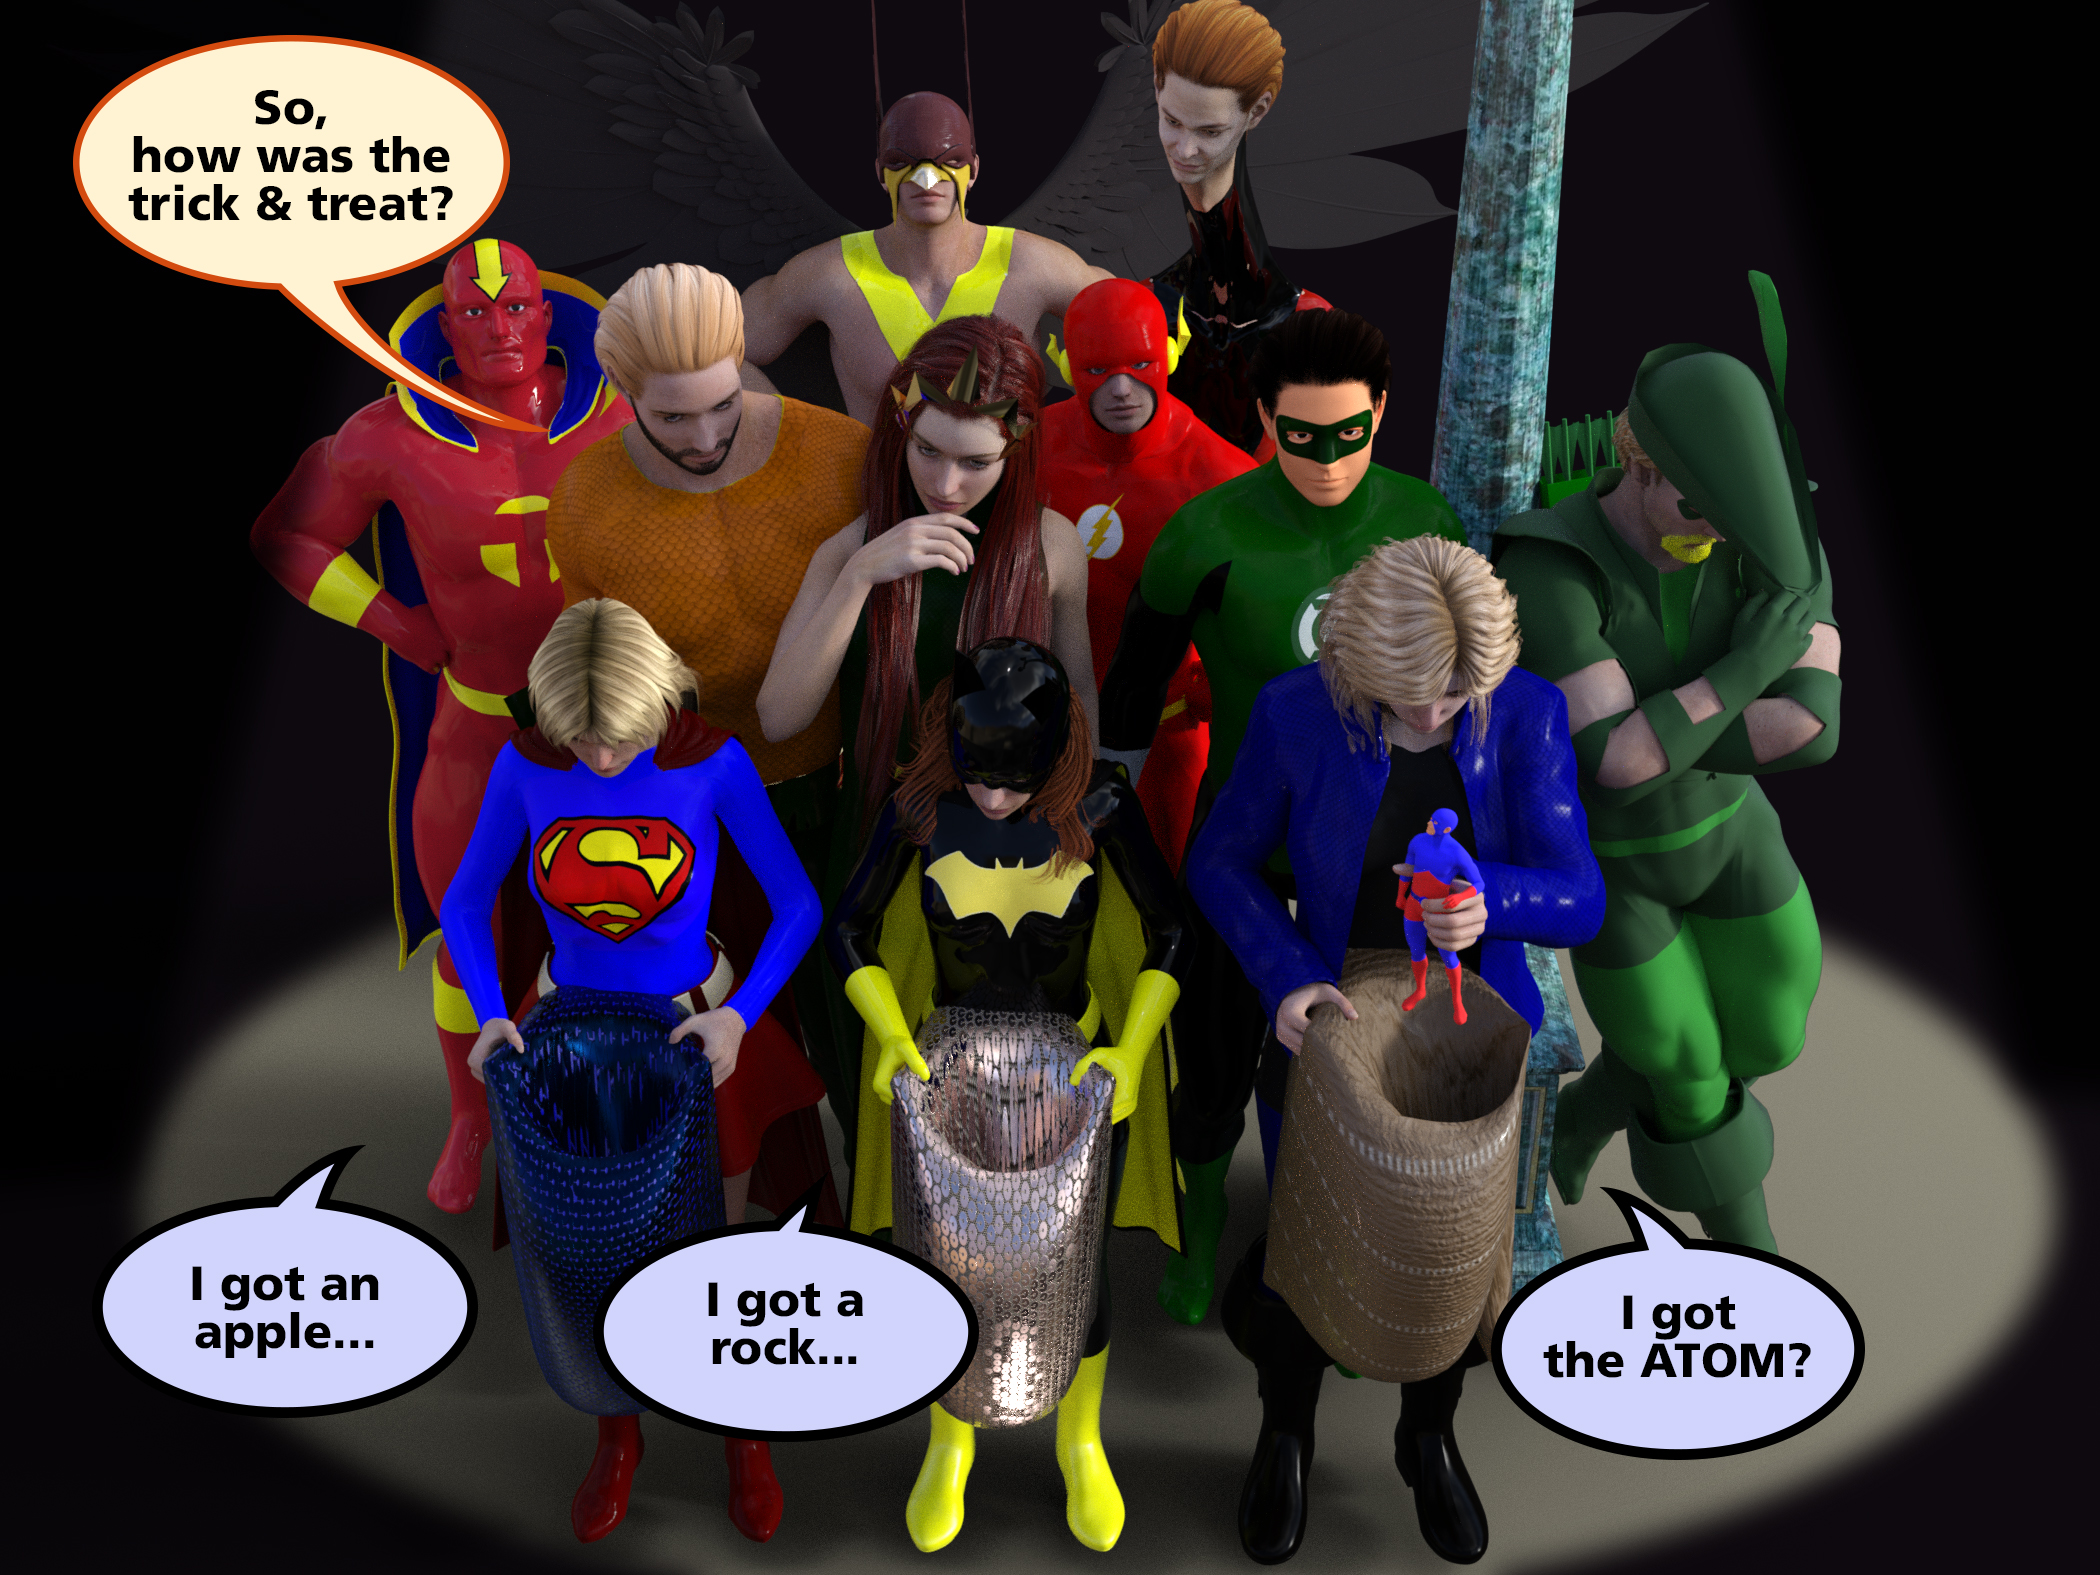 So,
how was the
trick & treat?
I got an
apple...
I got a
rock...
I got
the ATOM?